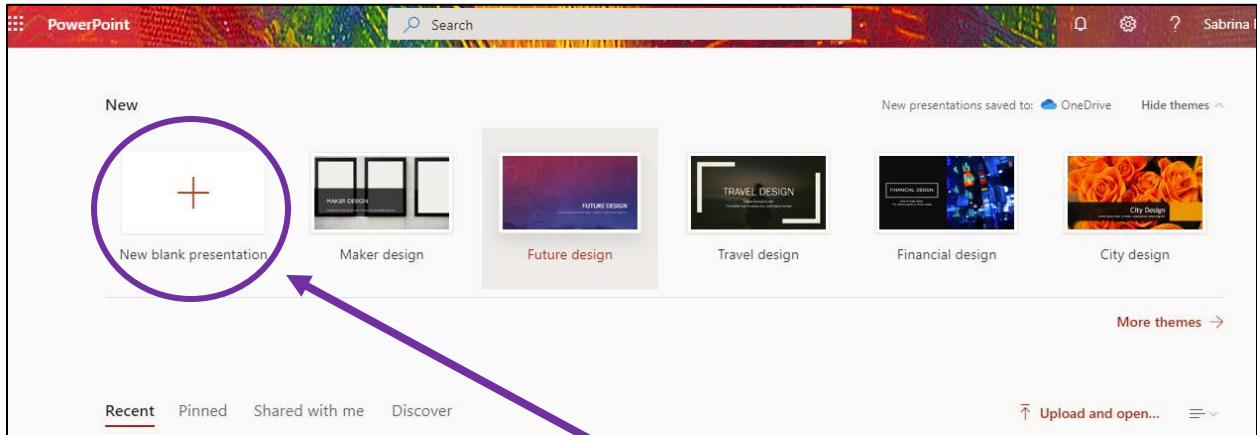 PowerPoint
Search
?
Sabrina
New
New presentations saved to: OneDrive
Hide themes
MAKER DESIGN
FUTURE DESIGN
TRAVEL DESIGN
FINANCIAL DESIGN
City Design
New blank presentation
Maker design
Future design
Travel design
Financial design
City design
More themes
Recent
Pinned
Shared with me
Discover
Upload and open...